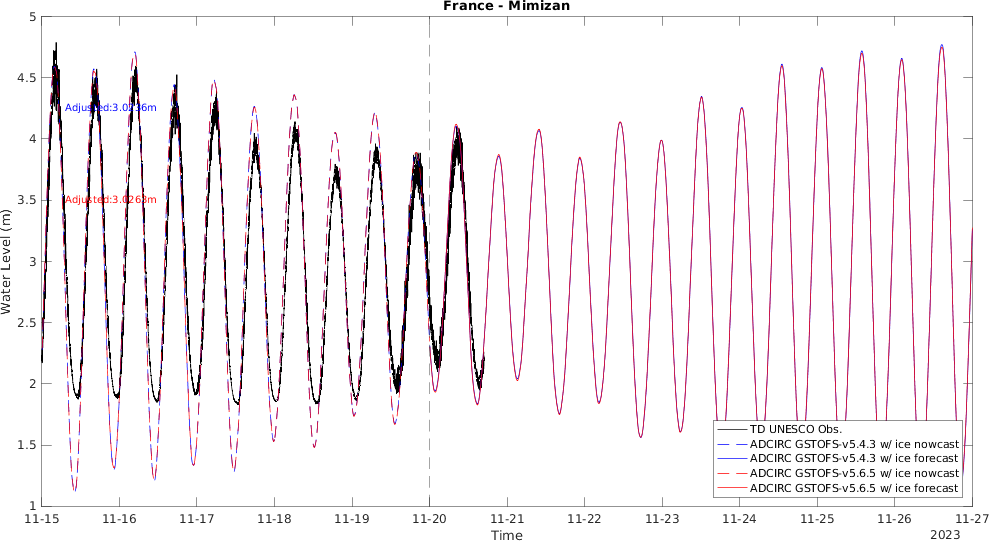 France - Mimizan
5
4.5
4
3.5
3
2.5
2
1.5
1
Water Level (m)
Adjusted:3.0236m
Adjusted:3.0263m
TD UNESCO Obs.
ADCIRC GSTOFS-v5.4.3 w/ ice nowcast
ADCIRC GSTOFS-v5.4.3 w/ ice forecast
ADCIRC GSTOFS-v5.6.5 w/ ice nowcast
ADCIRC GSTOFS-v5.6.5 w/ ice forecast
11-15 11-16 11-17 11-18 11-19 11-20 11-21 11-22 11-23 11-24 11-25 11-26 11-27
Time
2023